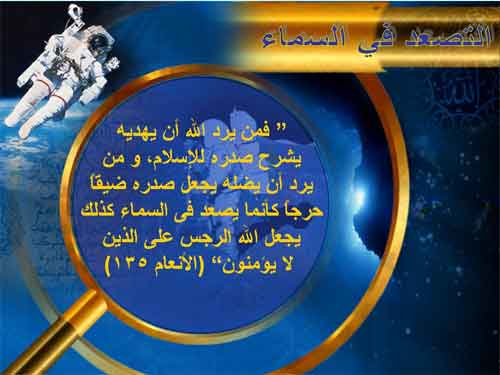 التصعد في السماء
” فمن يرد الله أن يهديه
يشرح صدره للإسلام، و من
يرد أن يضله يجعل صدره ضيقاً
حرجاً كأنما يصعد فى السماء كذلك
يجعل الله الرجس على الذين
لا يؤمنون“ (الأنعام ١٣٥)
الله